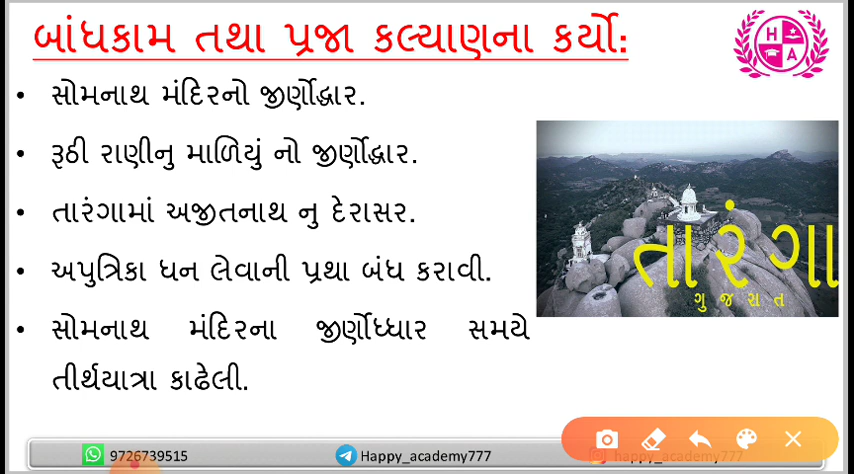 બાંધકામ તથા પ્રજા કલ્યાણના કર્યો:
H A
• સોમનાથ મંદિરનો જીર્ણોદ્ધાર.
• રૂઠી રાણીનુ માળિયું નો જીર્ણોદ્ધાર.
• તારંગામાં અજીતનાથ નુ દેરાસર.
• અપુત્રિકા ધન લેવાની પ્રથા બંધ કરાવી.
• સોમનાથ મંદિરના જીર્ણોધ્ધાર સમયે
તીર્થયાત્રા કાઢેલી.
તારંગા
ગુજરાત
9726739515
Happy_academy777
happy_academy777